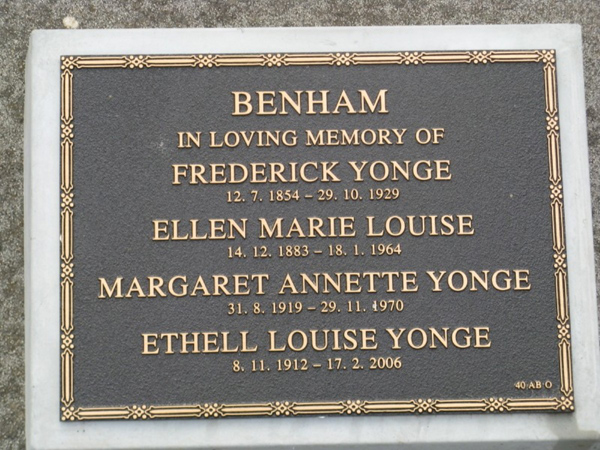 BENHAM
IN LOVING MEMORY OF
FREDERICK YONGE
12. 7. 1854 – 29. 10. 1929
ELLEN MARIE LOUISE
14. 12. 1883 – 18. 1. 1964
MARGARET ANNETTE YONGE
31. 8. 1919 – 29. 11. 1970
ETHELL LOUISE YONGE
8. 11. 1912 – 17. 2. 2006
40·AB·O